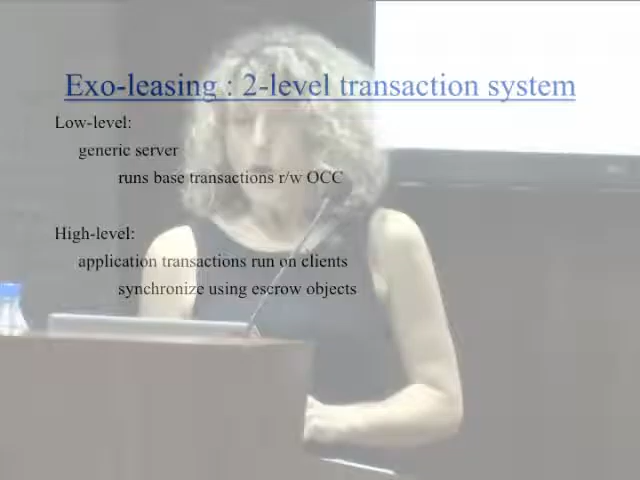 Exo-leasing : 2-level transaction system
Low-level:
generic server
runs base transactions r/w OCC
High-level:
application transactions run on clients
synchronize using escrow objects